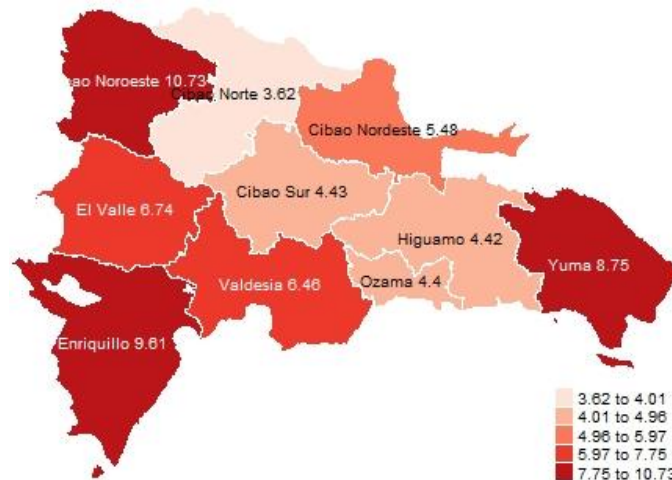 bao Noroeste 10.73
Cibao Norte 3.62
Cibao Nordeste 5.48
Cibao Sur 4.43
El Valle 6.74
Higuamo 4.42
Yuma 8.75
Valdesia 6.46
Ozama 4.4
Enriquillo 9.61
3.62 to 4.01
4.01 to 4.96
4.96 to 5.97
5.97 to 7.75
7.75 to 10.73